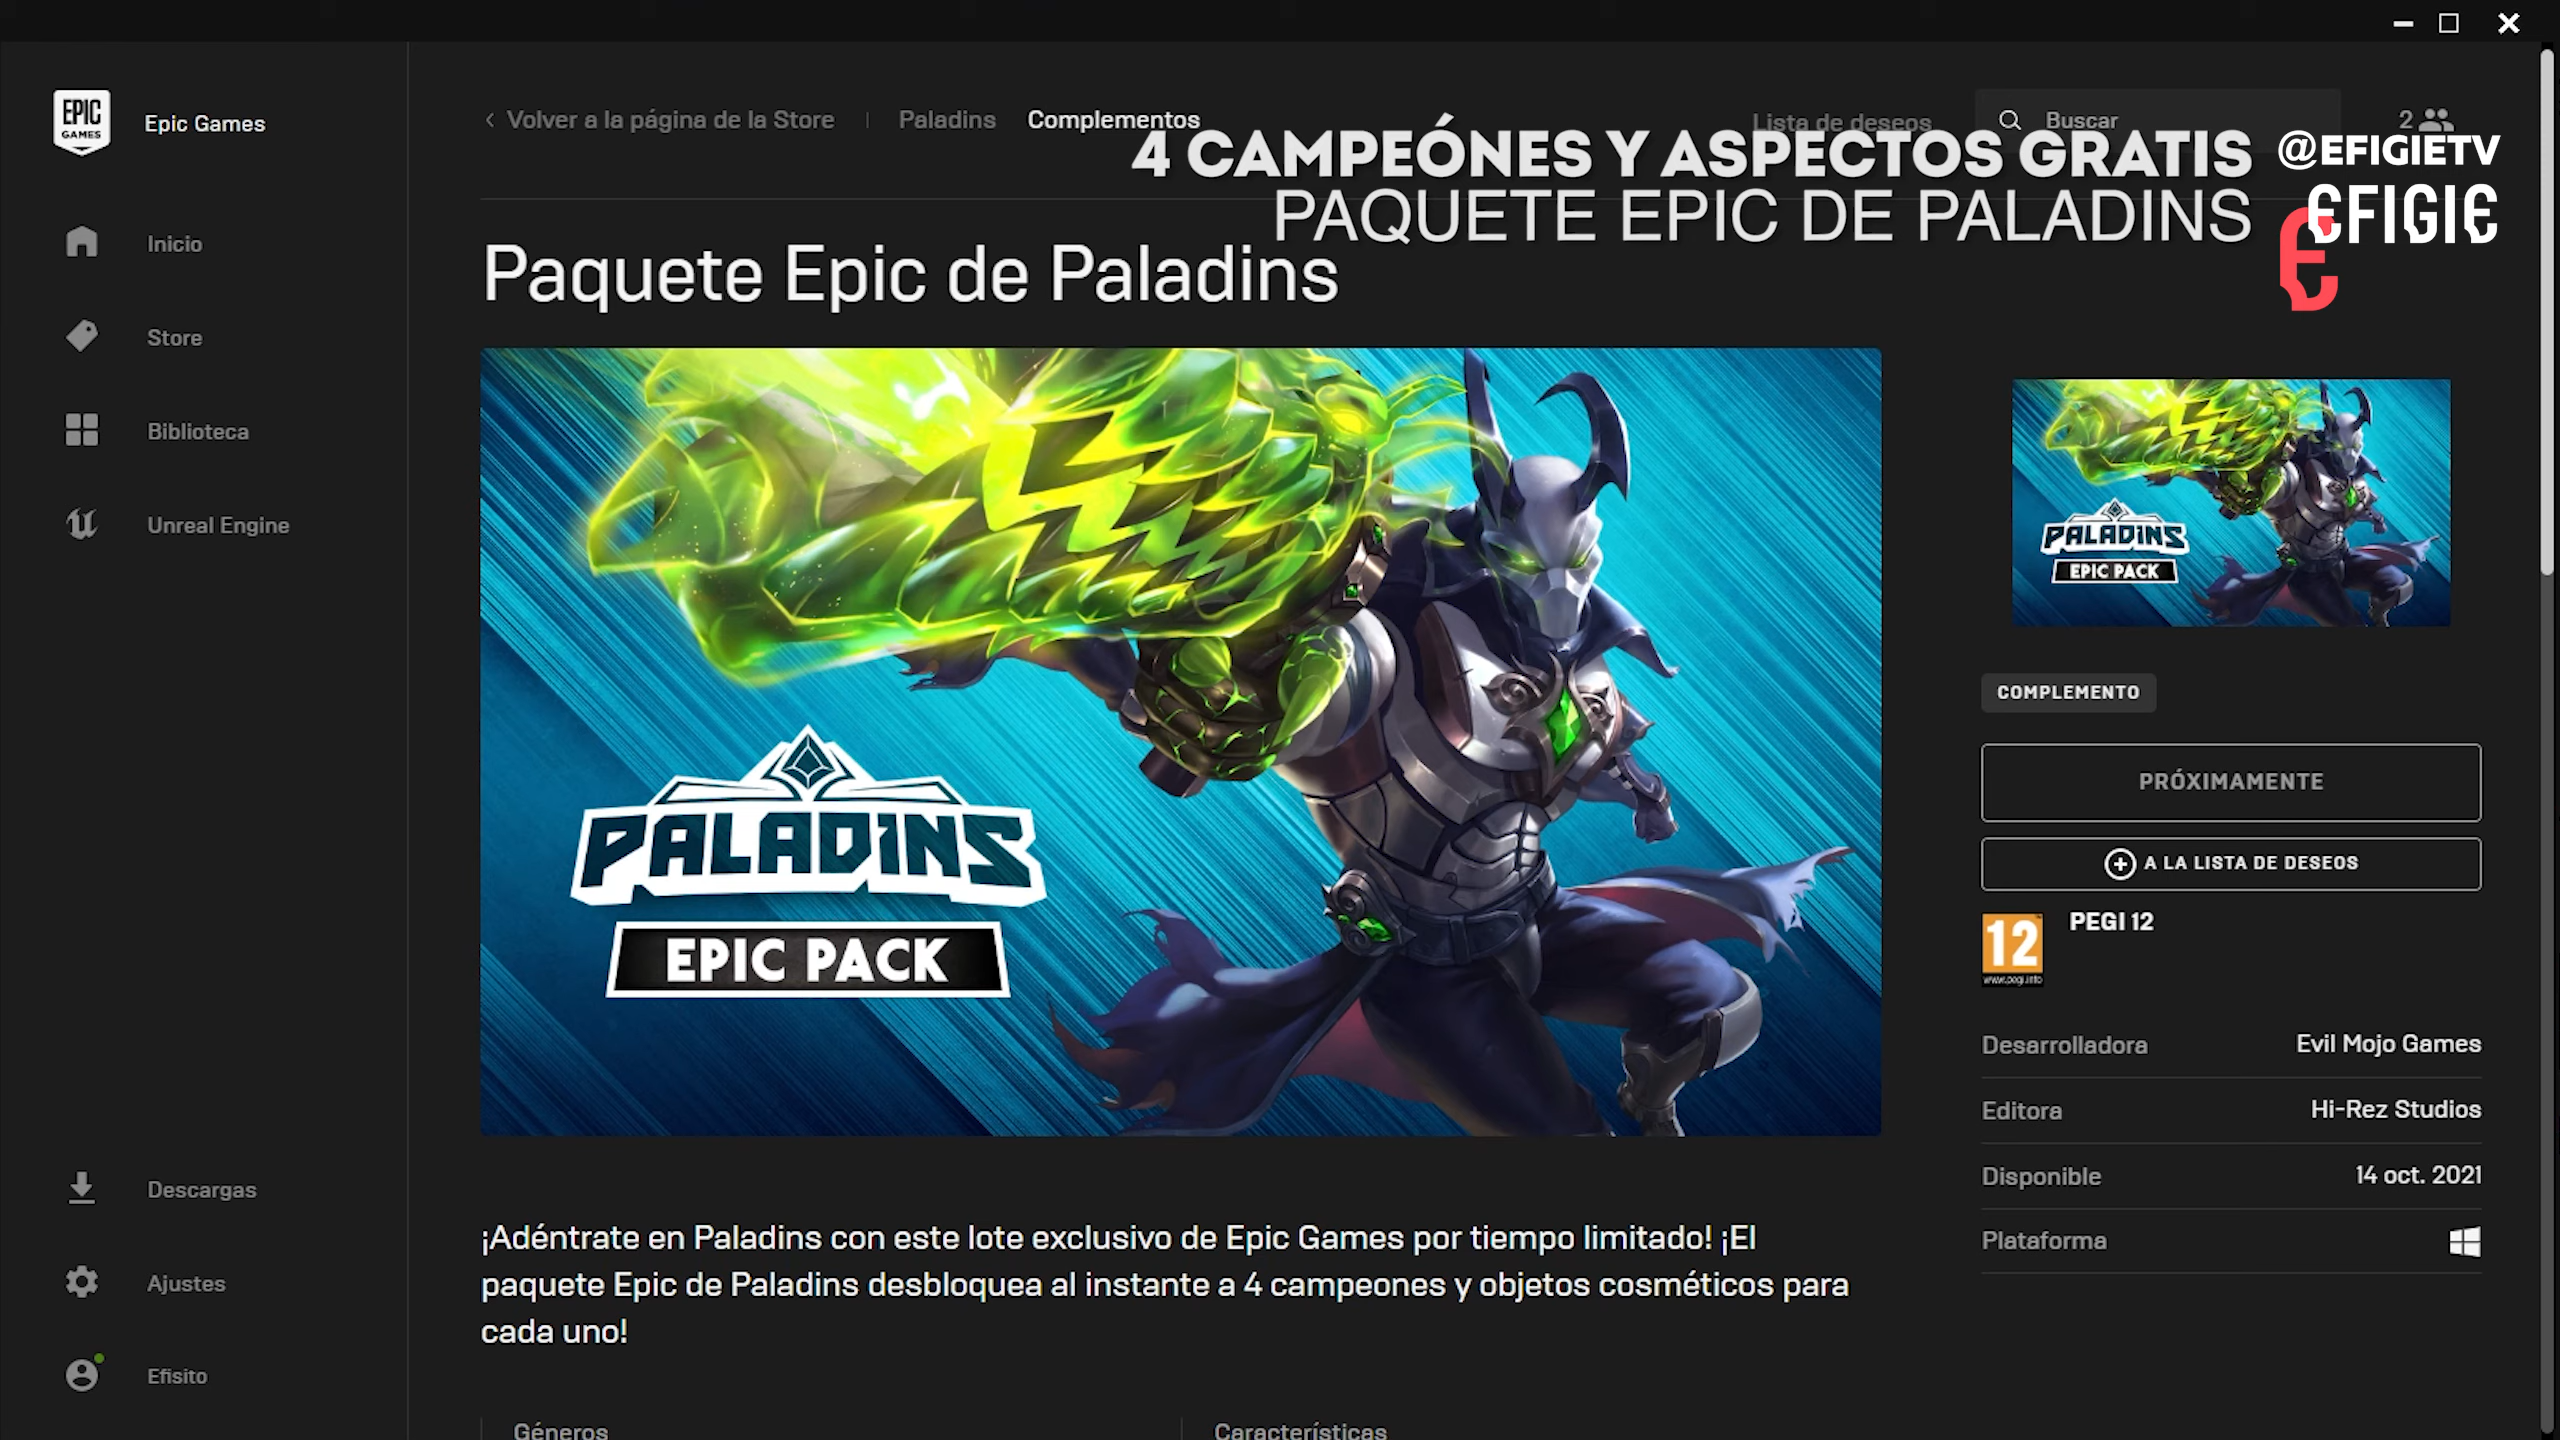 EPIC
GAMES
Epic Games
Inicio
Store
Biblioteca
Unreal Engine
Descargas
Ajustes
Efisito
Volver a la página de la Store
Paladins
Complementos
Lista de deseos
Buscar
2
4 CAMPEÓNES Y ASPECTOS GRATIS
PAQUETE EPIC DE PALADINS
@EFIGIETV
EFIGIE
Paquete Epic de Paladins
PALADINS
EPIC PACK
¡Adéntrate en Paladins con este lote exclusivo de Epic Games por tiempo limitado! ¡El
paquete Epic de Paladins desbloquea al instante a 4 campeones y objetos cosméticos para
cada uno!
Géneros
Características
PALADINS
EPIC PACK
COMPLEMENTO
PRÓXIMAMENTE
A LA LISTA DE DESEOS
12
www.pegi.info
PEGI 12
Desarrolladora Evil Mojo Games
Editora Hi-Rez Studios
Disponible 14 oct. 2021
Plataforma